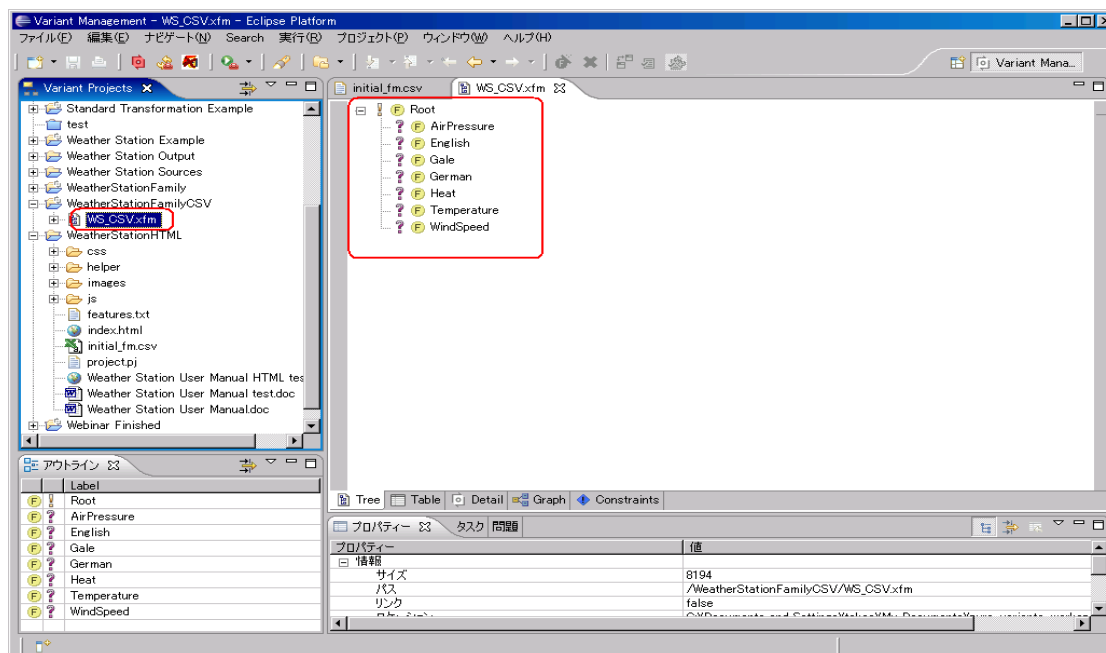 Variant Management - WS_CSV.xfm - Eclipse Platform
ファイル(F) 編集(E) ナビゲート(N) Search 実行(R) プロジェクト(P) ウィンドウ(W) ヘルプ(H)
Variant Mana...
Variant Projects
Standard Transformation Example
test
Weather Station Example
Weather Station Output
Weather Station Sources
WeatherStationFamily
WeatherStationFamilyCSV
WS_CSV.xfm
WeatherStationHTML
css
helper
images
js
features.txt
index.html
initial_fm.csv
project.pj
Weather Station User Manual HTML tes
Weather Station User Manual test.doc
Weather Station User Manual.doc
Webinar Finished
initial_fm.csv WS_CSV.xfm
F Root
? F AirPressure
? F English
? F Gale
? F German
? F Heat
? F Temperature
? F WindSpeed
Tree Table Detail Graph Constraints
アウトライン
Label
F Root
F ? AirPressure
F ? English
F ? Gale
F ? German
F ? Heat
F ? Temperature
F ? WindSpeed
プロパティー タスク 問題
プロパティー 値
情報
サイズ 8194
パス /WeatherStationFamilyCSV/WS_CSV.xfm
リンク false